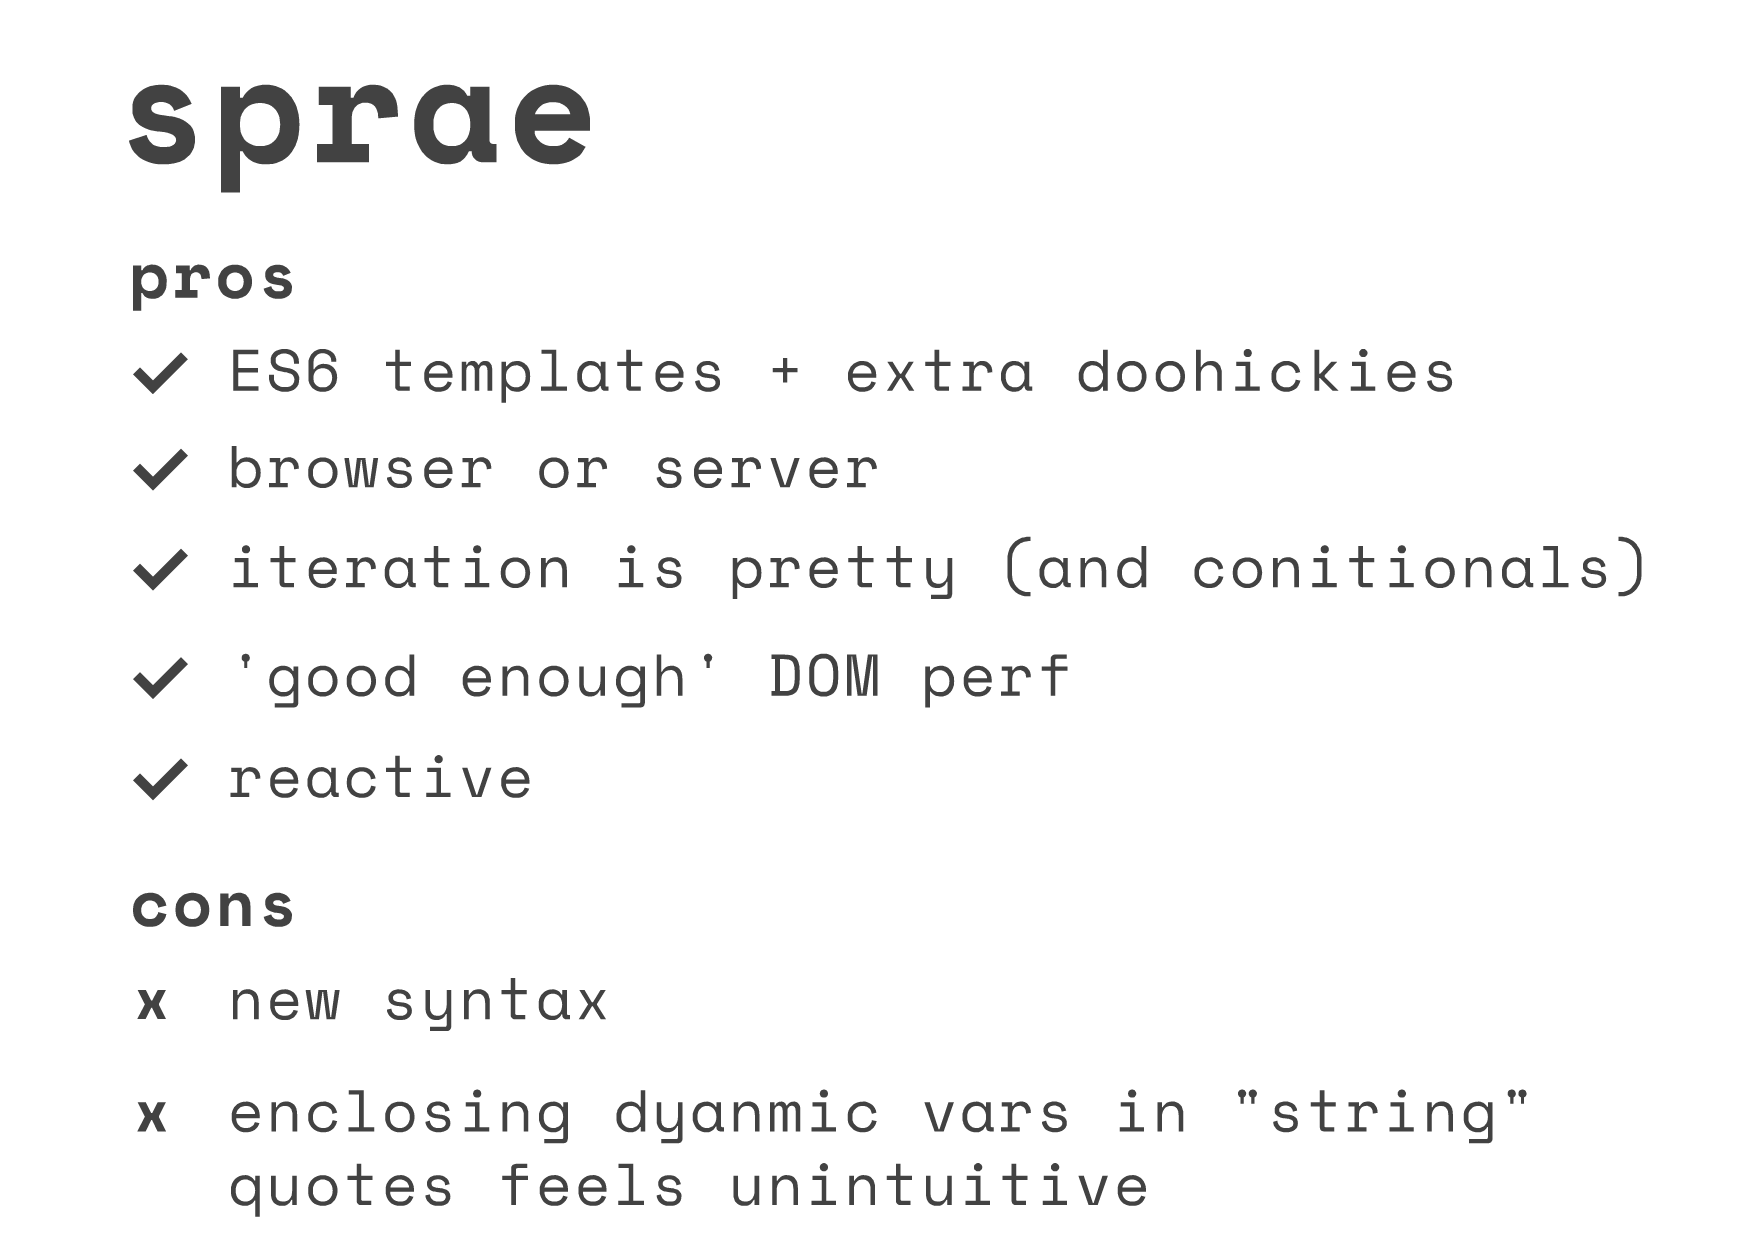 sprae
pros
✓ ES6 templates + extra doohickies
✓ browser or server
✓ iteration is pretty (and conitionals)
✓ 'good enough' DOM perf
✓ reactive
cons
x new syntax
x enclosing dyanmic vars in "string"
quotes feels unintuitive